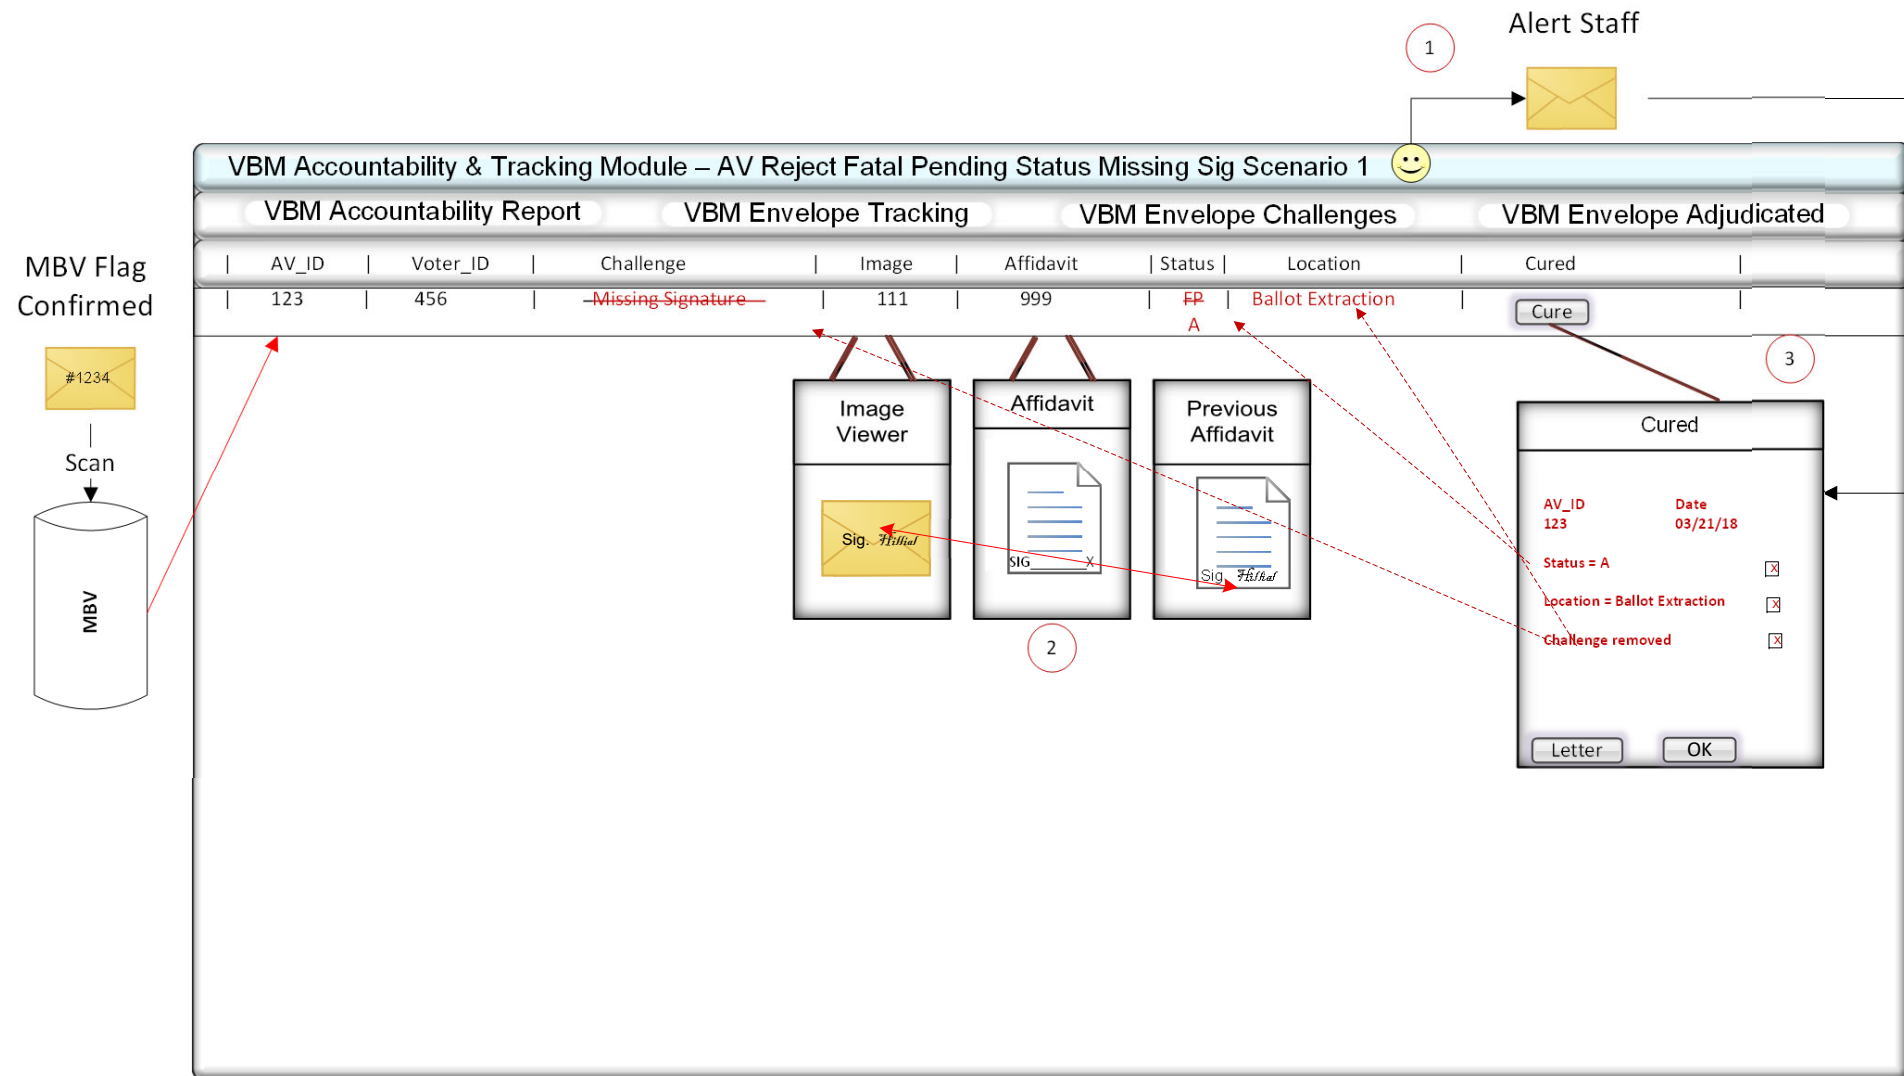 Alert Staff
1
VBM Accountability & Tracking Module – AV Reject Fatal Pending Status Missing Sig Scenario 1
VBM Accountability Report VBM Envelope Tracking VBM Envelope Challenges VBM Envelope Adjudicated
| AV_ID | Voter_ID | Challenge | Image | Affidavit | Status | Location | Cured |
| 123 | 456 | Missing Signature | 111 | 999 | FP | Ballot Extraction | Cure |
A
MBV Flag
Confirmed
#1234
Scan
MBV
Image
Viewer
Sig.
Affidavit
SIG________X
2
Previous
Affidavit
Sig
3
Cured
AV_ID Date
123 03/21/18
Status = A X
Location = Ballot Extraction X
Challenge removed X
Letter OK